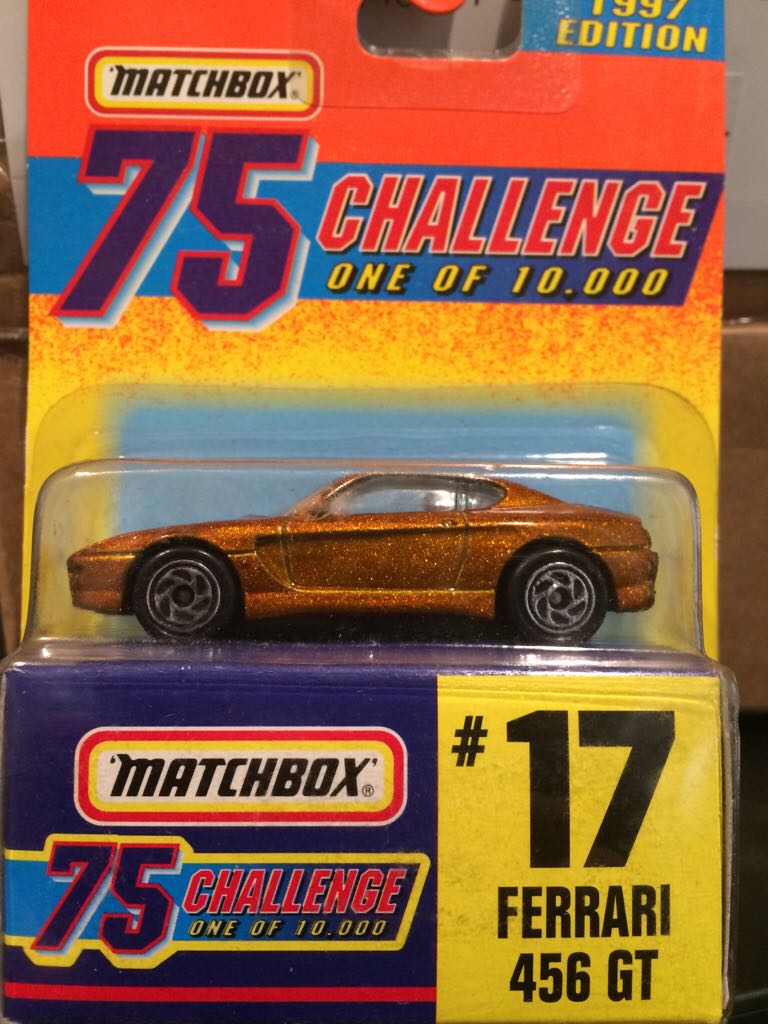 1997
EDITION
'MATCHBOX'®
75
CHALLENGE
ONE OF 10,000
'MATCHBOX'®
75
CHALLENGE
ONE OF 10.000
#17
FERRARI
456 GT